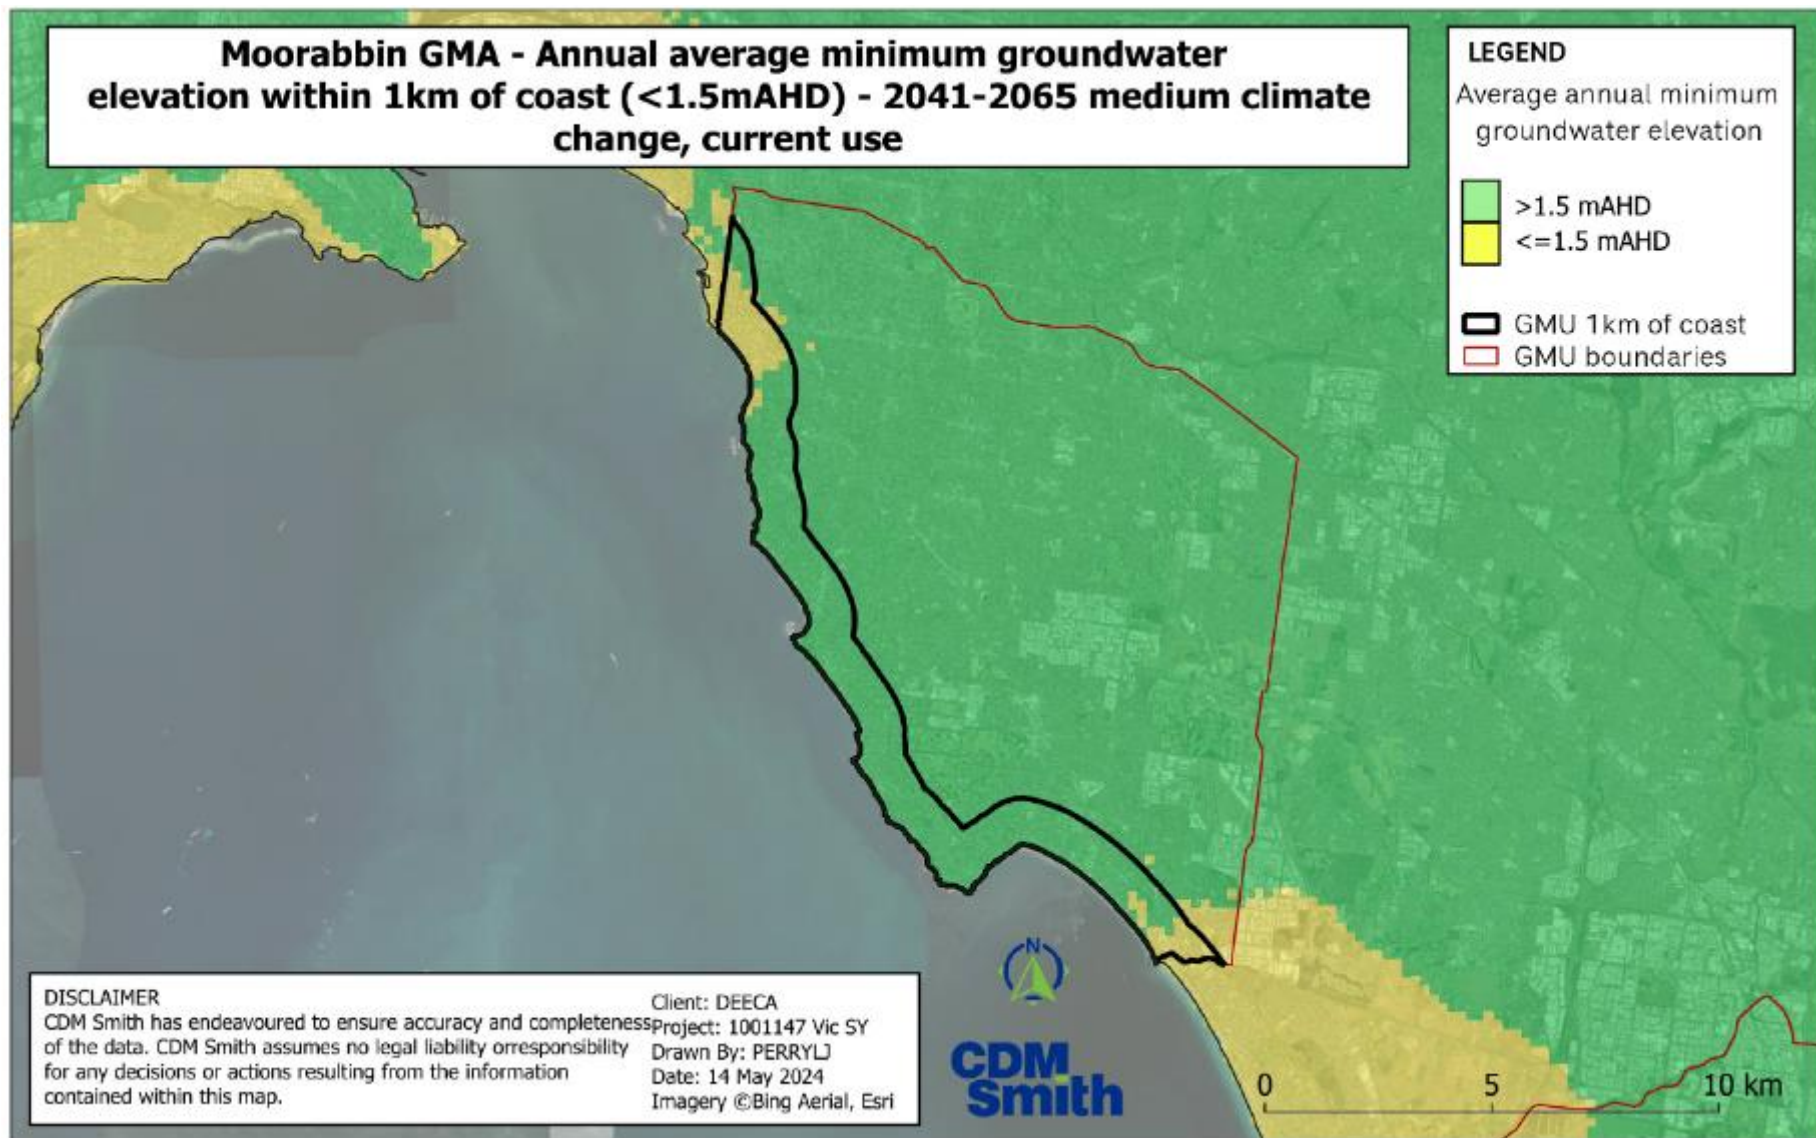 Moorabbin GMA - Annual average minimum groundwater
elevation within 1km of coast (<1.5mAHD) - 2041-2065 medium climate
change, current use
LEGEND
Average annual minimum
groundwater elevation
>1.5 mAHD
<=1.5 mAHD
GMU 1km of coast
GMU boundaries
DISCLAIMER
CDM Smith has endeavoured to ensure accuracy and completeness
of the data. CDM Smith assumes no legal liability orresponsibility
for any decisions or actions resulting from the information
contained within this map.
Client: DEECA
Project: 1001147 Vic SY
Drawn By: PERRYLJ
Date: 14 May 2024
Imagery ©Bing Aerial, Esri
N
CDM
Smith
0 5 10 km